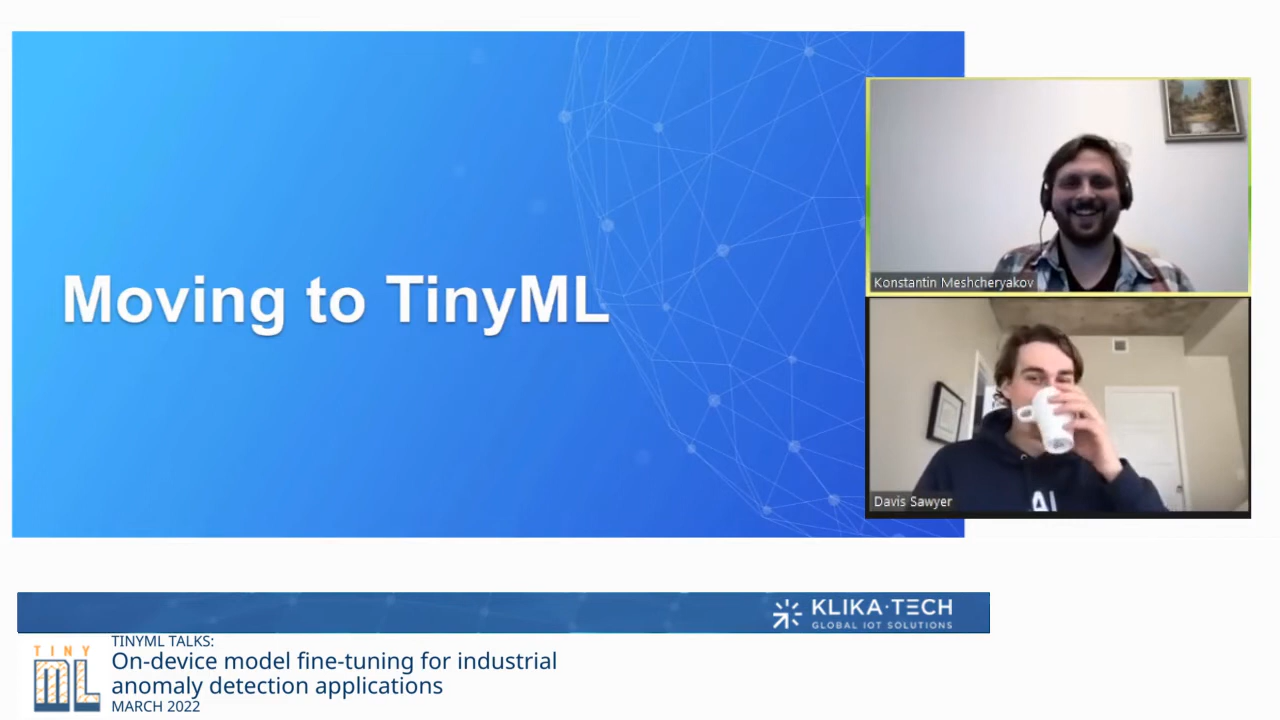 Moving to TinyML
Konstantin Meshcheryakov
Davis Sawyer
AI
KLIKA·TECH
GLOBAL IOT SOLUTIONS
TINY
ML
TINYML TALKS:
On-device model fine-tuning for industrial
anomaly detection applications
MARCH 2022